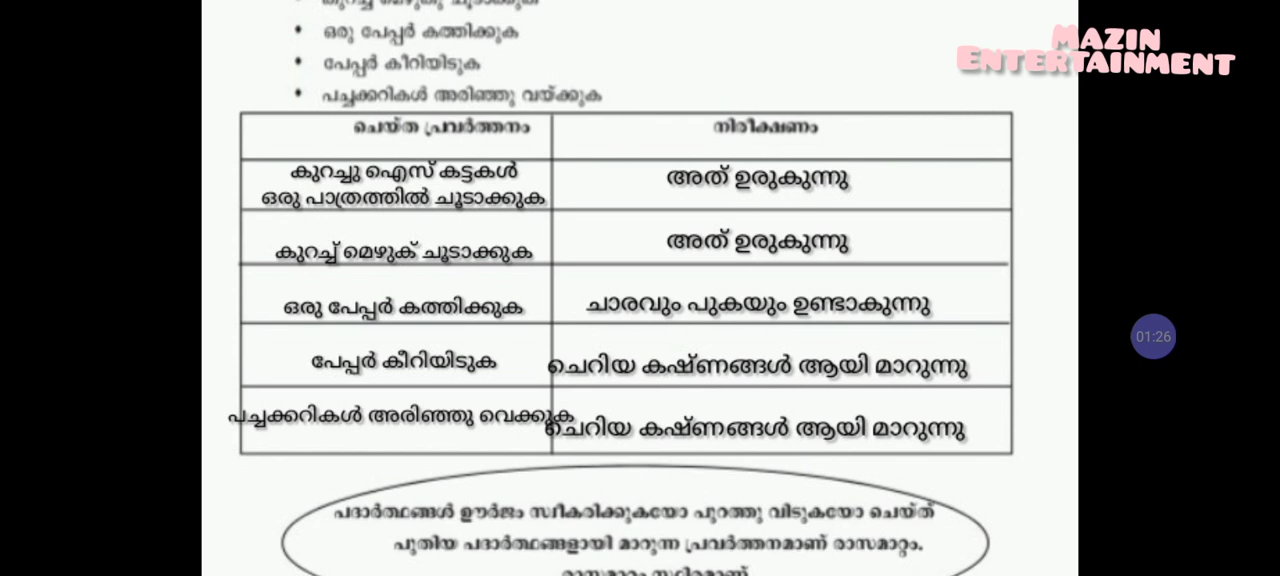 കുറച്ച് മെഴുകു ചൂടാക്കുക
• ഒരു പേപ്പർ കത്തിക്കുക
• പേപ്പർ കീറിയിടുക
• പച്ചക്കറികൾ അരിഞ്ഞു വയ്ക്കുക
MAZIN
ENTERTAINMENT
ചെയ്ത പ്രവർത്തനം നിരീക്ഷണം
കുറച്ചു ഐസ് കട്ടകൾ
ഒരു പാത്രത്തിൽ ചൂടാക്കുക അത് ഉരുകുന്നു
കുറച്ച് മെഴുക് ചൂടാക്കുക അത് ഉരുകുന്നു
ഒരു പേപ്പർ കത്തിക്കുക ചാരവും പുകയും ഉണ്ടാകുന്നു
പേപ്പർ കീറിയിടുക ചെറിയ കഷ്ണങ്ങൾ ആയി മാറുന്നു
പച്ചക്കറികൾ അരിഞ്ഞു വെക്കുക ചെറിയ കഷ്ണങ്ങൾ ആയി മാറുന്നു
01:26
പദാർത്ഥങ്ങൾ ഊർജം സ്വീകരിക്കുകയോ പുറത്തു വിടുകയോ ചെയ്ത്
പുതിയ പദാർത്ഥങ്ങളായി മാറുന്ന പ്രവർത്തനമാണ് രാസമാറ്റം.
രാസമാറ്റം സ്ഥിരമാണ്